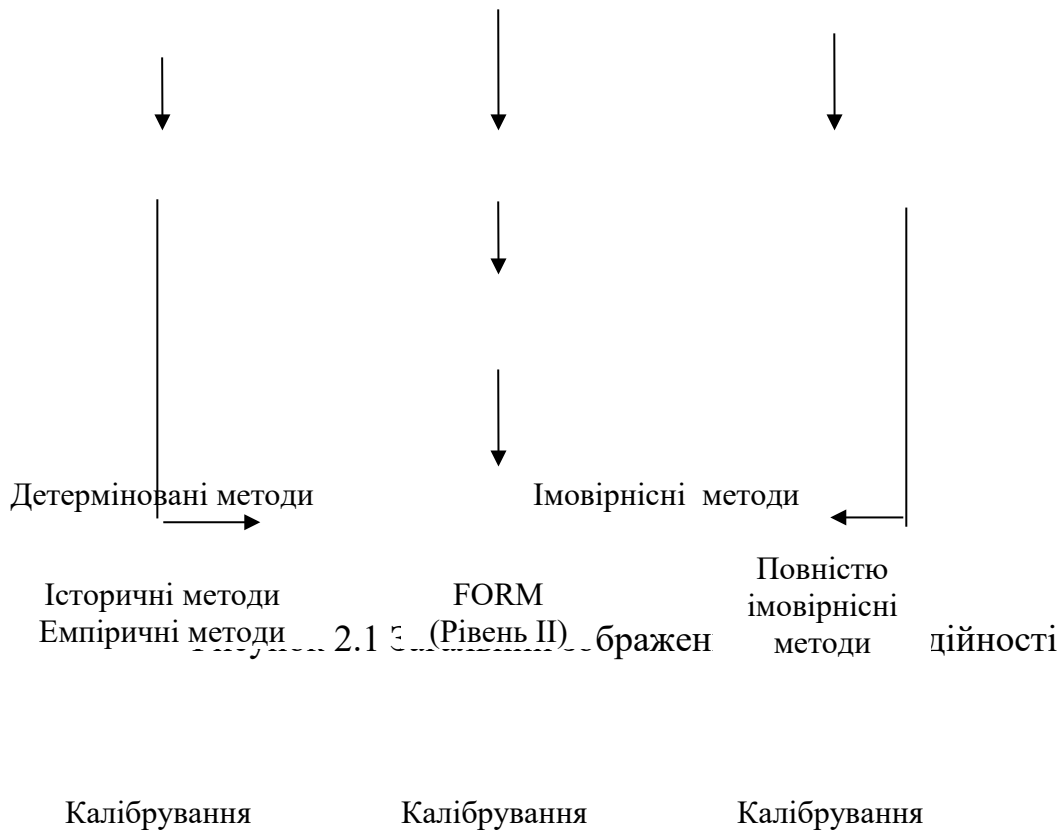 Детерміновані методи
Імовірнісні методи
Історичні методи
Емпіричні методи
FORM
(Рівень II)
Повністю
імовірнісні
методи
2.1
Калібрування
Калібрування
Калібрування